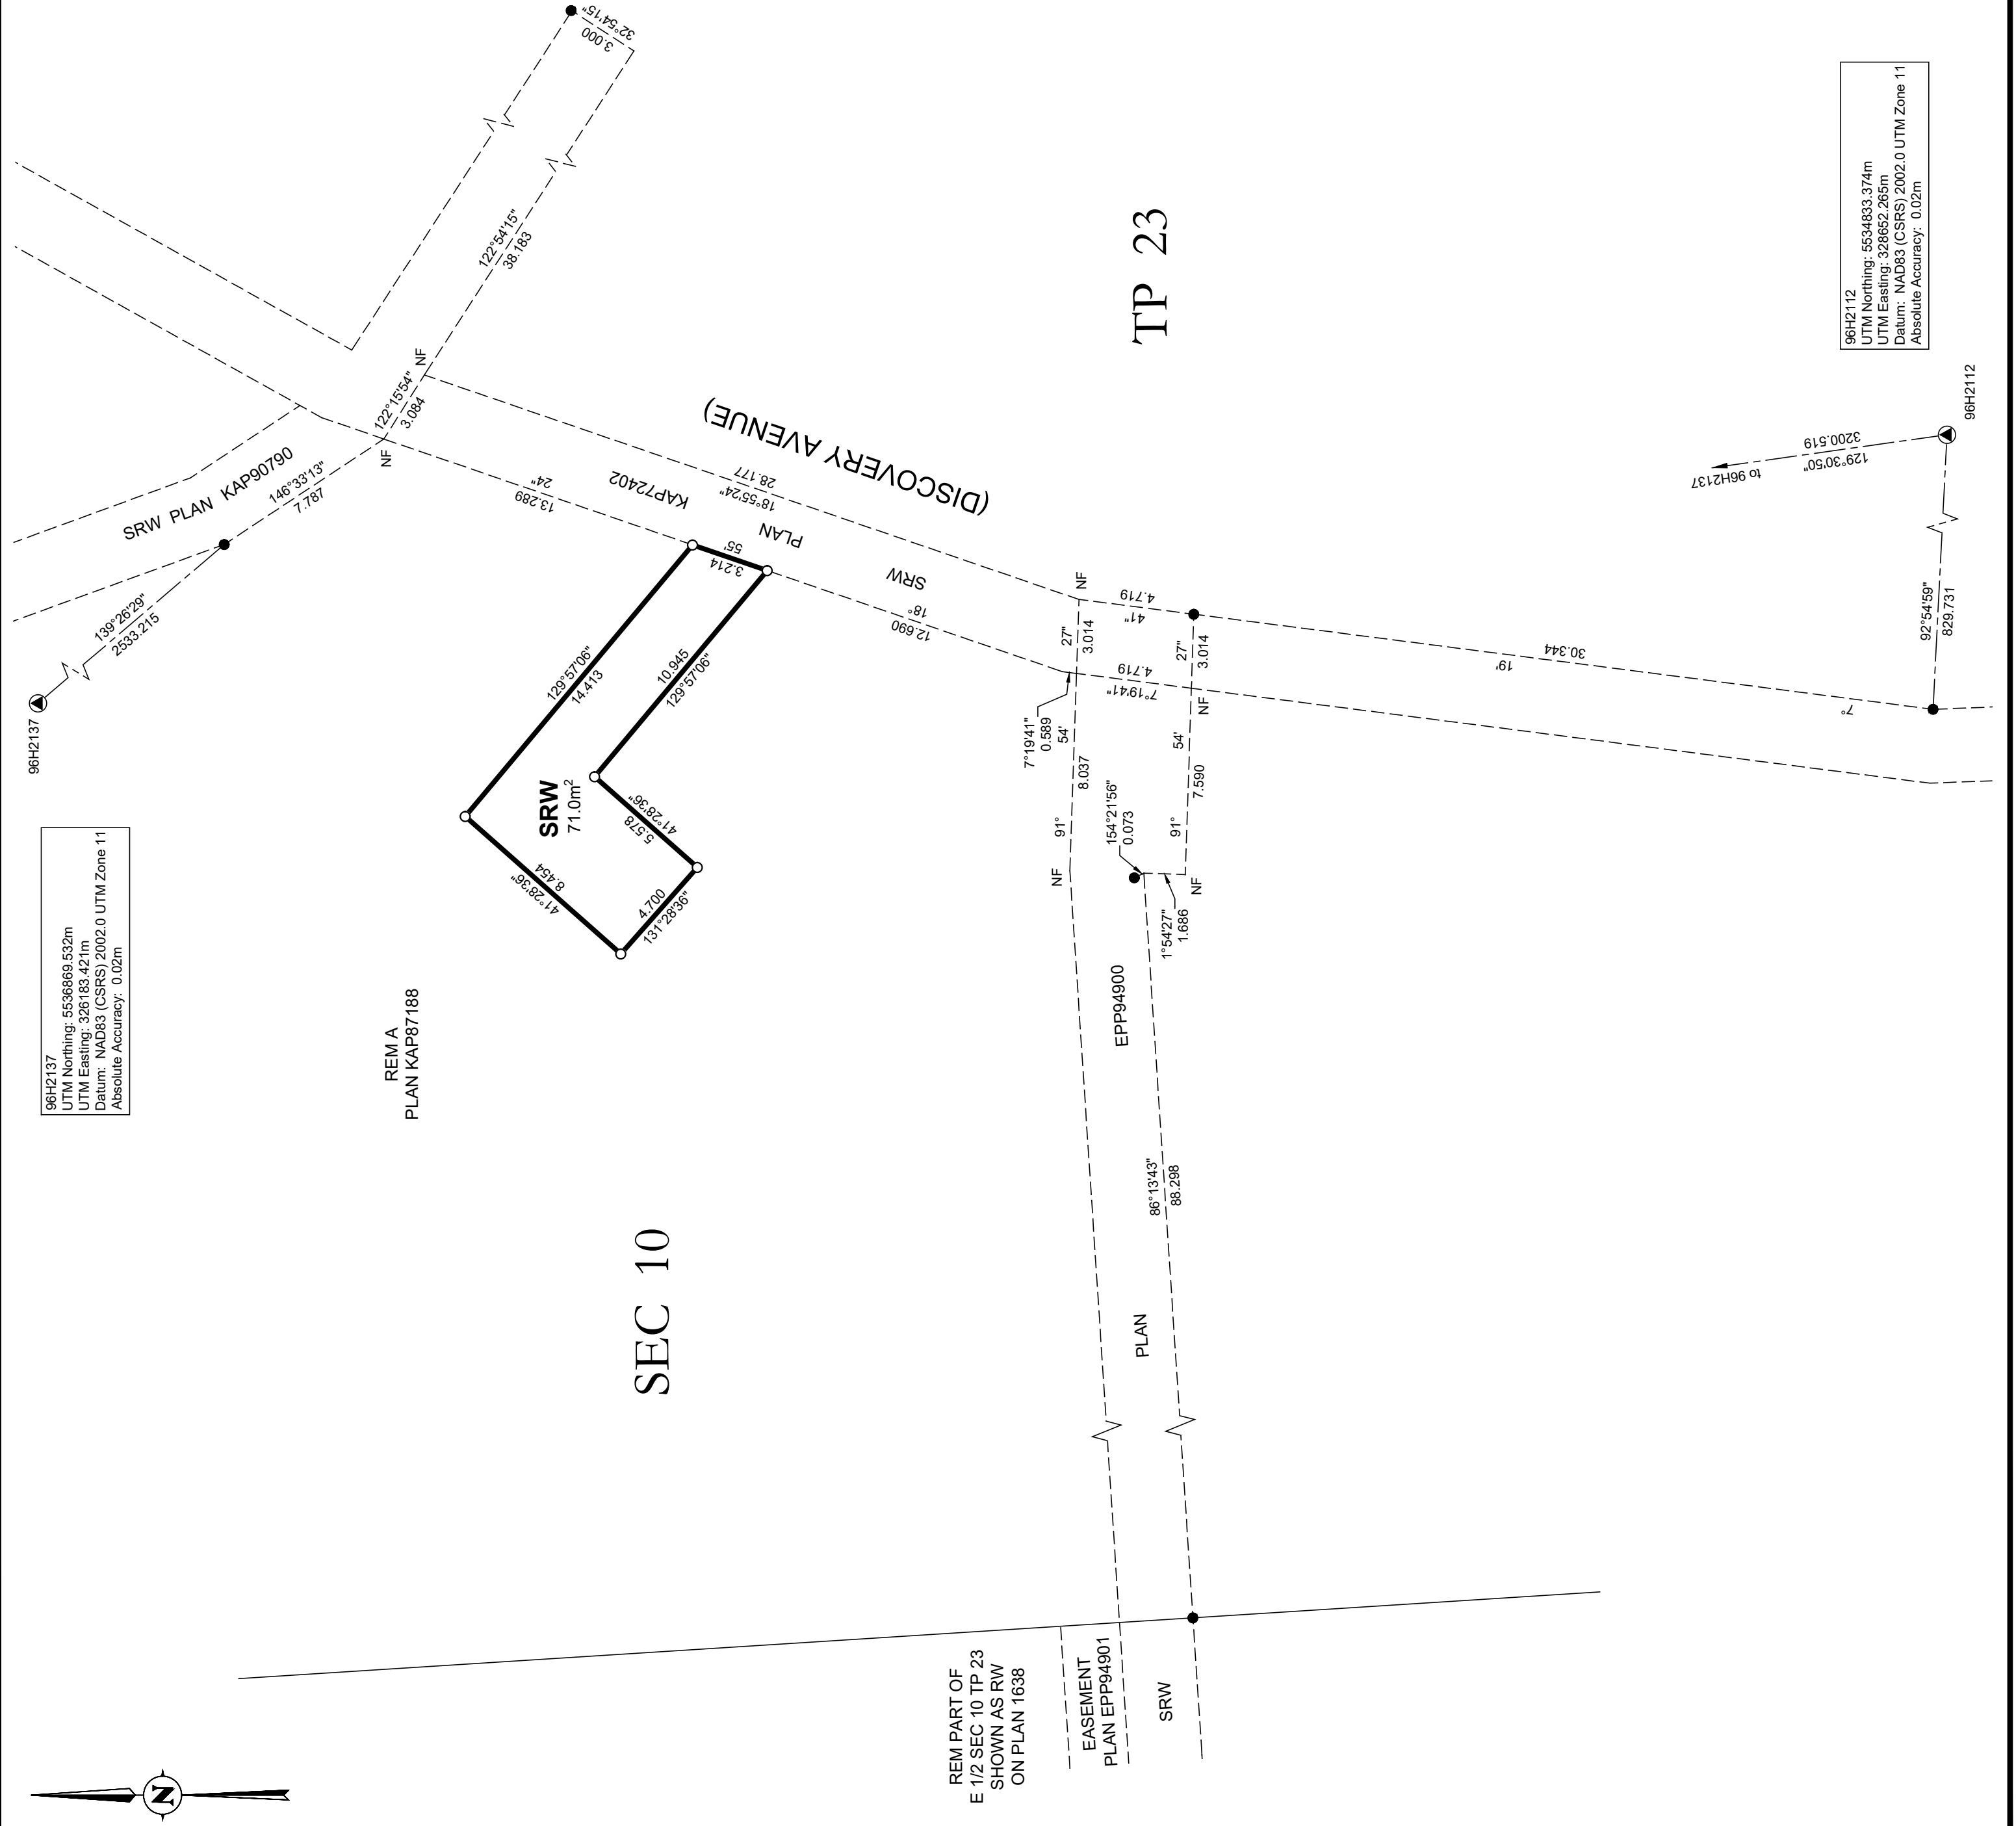 96H2137
UTM Northing: 5536869.532m
UTM Easting: 326183.421m
Datum: NAD83 (CSRS) 2002.0 UTM Zone 11
Absolute Accuracy: 0.02m
96H2137
139°26'29"
2533.215
SRW PLAN KAP90790
146°33'13"
7.787
NF
122°15'54"
3.084
NF
122°54'15"
38.183
32°54'15"
3.000
REM A
PLAN KAP87188
SRW
71.0m²
129°57'06"
14.413
10.945
129°57'06"
41°28'36"
8.454
5.578
41°28'36"
4.700
131°28'36"
3.214
55'
13.289
24"
KAP72402
PLAN
SRW
28.177
18°55'24"
(DISCOVERY AVENUE)
12.690
18°
SEC 10
TP 23
NF
27"
3.014
4.719
41"
7°19'41"
0.589
54'
8.037
91°
NF
4.719
7°19'41"
27"
3.014
NF
54'
7.590
91°
NF
154°21'56"
0.073
1°54'27"
1.686
EPP94900
PLAN
86°13'43"
88.298
30.344
19'
7°
92°54'59"
829.731
96H2112
3200.519
129°30'50"
to 96H2137
96H2112
UTM Northing: 5534833.374m
UTM Easting: 328652.265m
Datum: NAD83 (CSRS) 2002.0 UTM Zone 11
Absolute Accuracy: 0.02m
REM PART OF
E 1/2 SEC 10 TP 23
SHOWN AS RW
ON PLAN 1638
EASEMENT
PLAN EPP94901
SRW
N